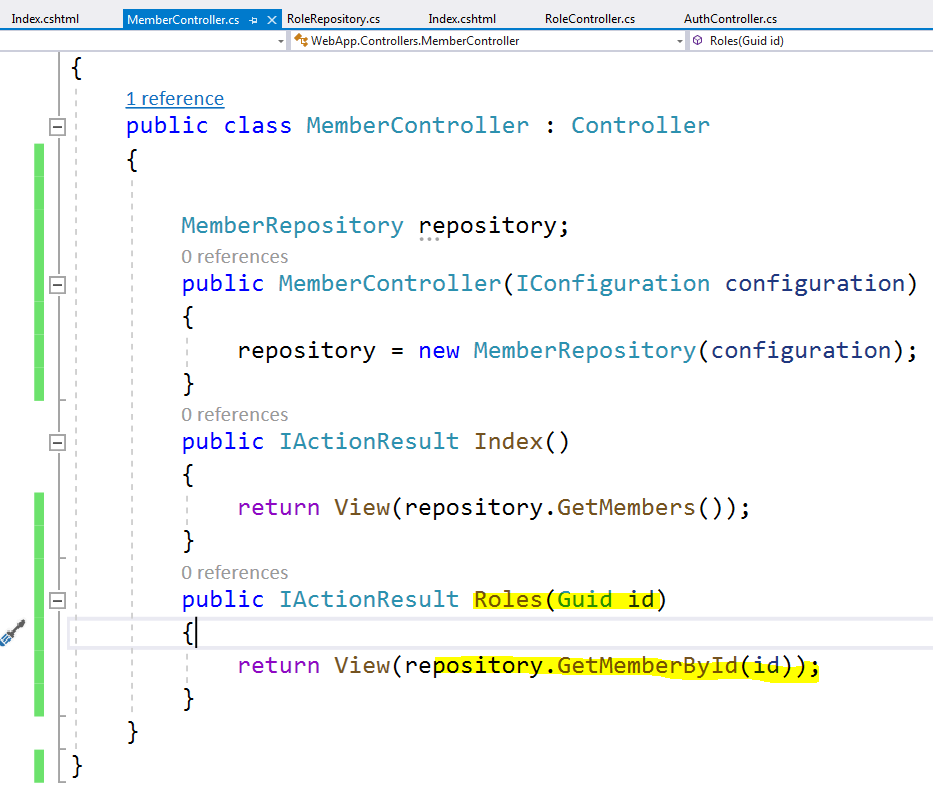 Index.cshtml MemberController.cs RoleRepository.cs Index.cshtml RoleController.cs AuthController.cs
WebApp.Controllers.MemberController Roles(Guid id)
{
1 reference
public class MemberController : Controller
{
MemberRepository repository;
0 references
public MemberController(IConfiguration configuration)
{
repository = new MemberRepository(configuration);
}
0 references
public IActionResult Index()
{
return View(repository.GetMembers());
}
0 references
public IActionResult Roles(Guid id)
{
return View(repository.GetMemberById(id));
}
}
}